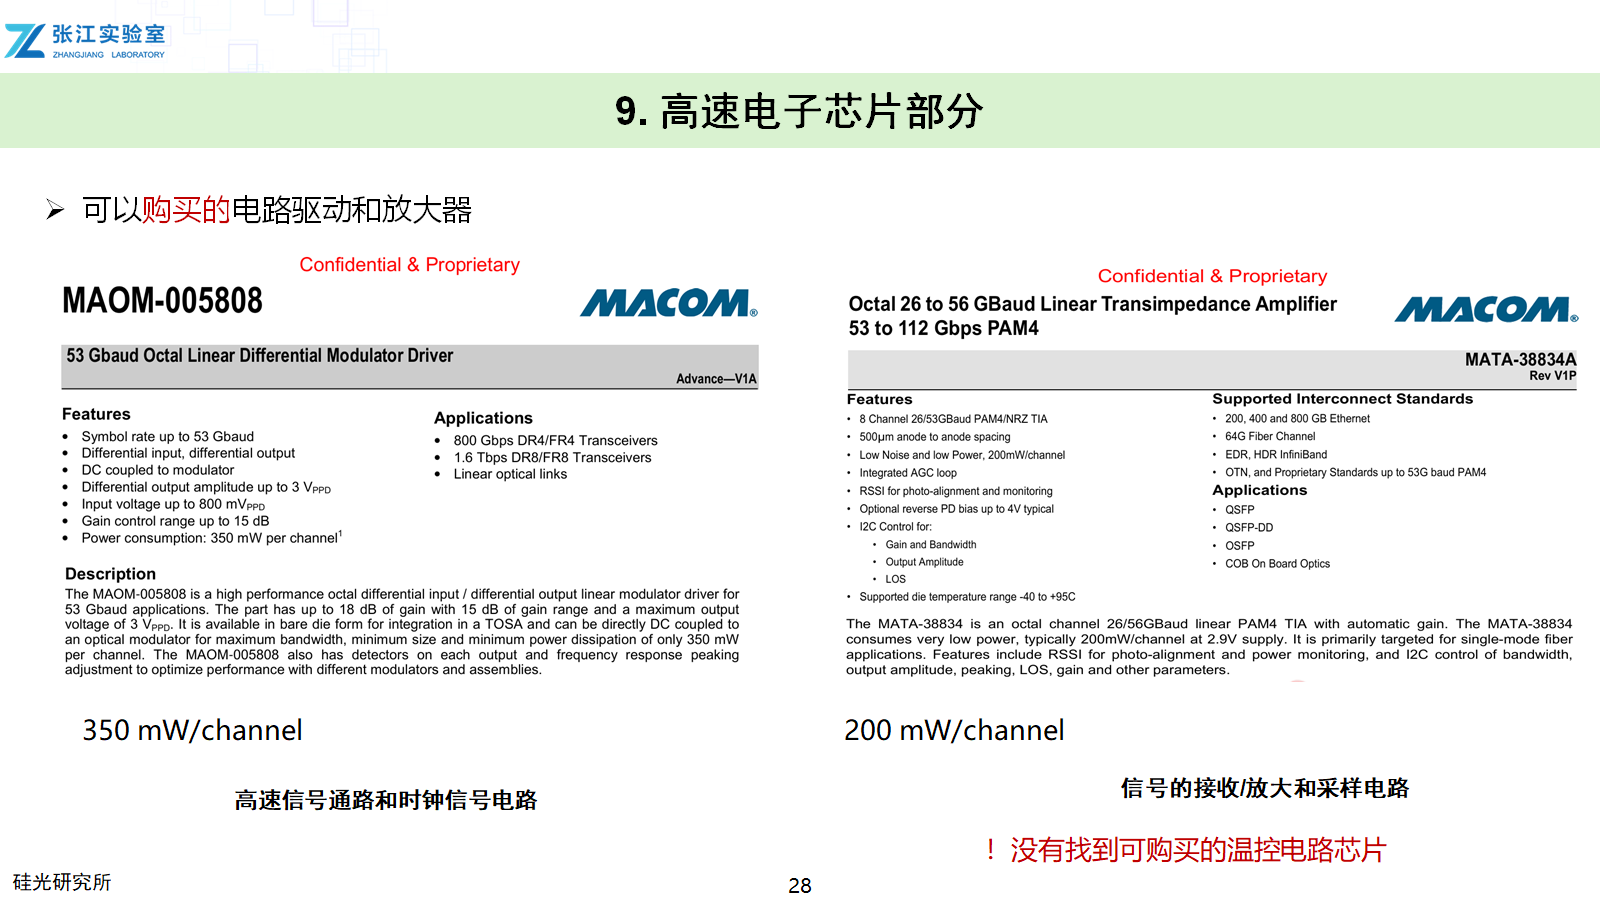 张江实验室
ZHANGJIANG LABORATORY
9. 高速电子芯片部分
➢ 可以购买的电路驱动和放大器
Confidential & Proprietary
MAOM-005808
MACOM®
53 Gbaud Octal Linear Differential Modulator Driver
Advance—V1A
Features
• Symbol rate up to 53 Gbaud
• Differential input, differential output
• DC coupled to modulator
• Differential output amplitude up to 3 VPPD
• Input voltage up to 800 mVPPD
• Gain control range up to 15 dB
• Power consumption: 350 mW per channel1
Applications
• 800 Gbps DR4/FR4 Transceivers
• 1.6 Tbps DR8/FR8 Transceivers
• Linear optical links
Description
The MAOM-005808 is a high performance octal differential input / differential output linear modulator driver for
53 Gbaud applications. The part has up to 18 dB of gain with 15 dB of gain range and a maximum output
voltage of 3 VPPD. It is available in bare die form for integration in a TOSA and can be directly DC coupled to
an optical modulator for maximum bandwidth, minimum size and minimum power dissipation of only 350 mW
per channel. The MAOM-005808 also has detectors on each output and frequency response peaking
adjustment to optimize performance with different modulators and assemblies.
350 mW/channel
高速信号通路和时钟信号电路
Confidential & Proprietary
Octal 26 to 56 GBaud Linear Transimpedance Amplifier
53 to 112 Gbps PAM4
MACOM®
MATA-38834A
Rev V1P
Features
• 8 Channel 26/53GBaud PAM4/NRZ TIA
• 500µm anode to anode spacing
• Low Noise and low Power, 200mW/channel
• Integrated AGC loop
• RSSI for photo-alignment and monitoring
• Optional reverse PD bias up to 4V typical
• I2C Control for:
• Gain and Bandwidth
• Output Amplitude
• LOS
• Supported die temperature range -40 to +95C
Supported Interconnect Standards
• 200, 400 and 800 GB Ethernet
• 64G Fiber Channel
• EDR, HDR InfiniBand
• OTN, and Proprietary Standards up to 53G baud PAM4
Applications
• QSFP
• QSFP-DD
• OSFP
• COB On Board Optics
The MATA-38834 is an octal channel 26/56GBaud linear PAM4 TIA with automatic gain. The MATA-38834
consumes very low power, typically 200mW/channel at 2.9V supply. It is primarily targeted for single-mode fiber
applications. Features include RSSI for photo-alignment and power monitoring, and I2C control of bandwidth,
output amplitude, peaking, LOS, gain and other parameters.
200 mW/channel
信号的接收/放大和采样电路
！没有找到可购买的温控电路芯片
硅光研究所
28